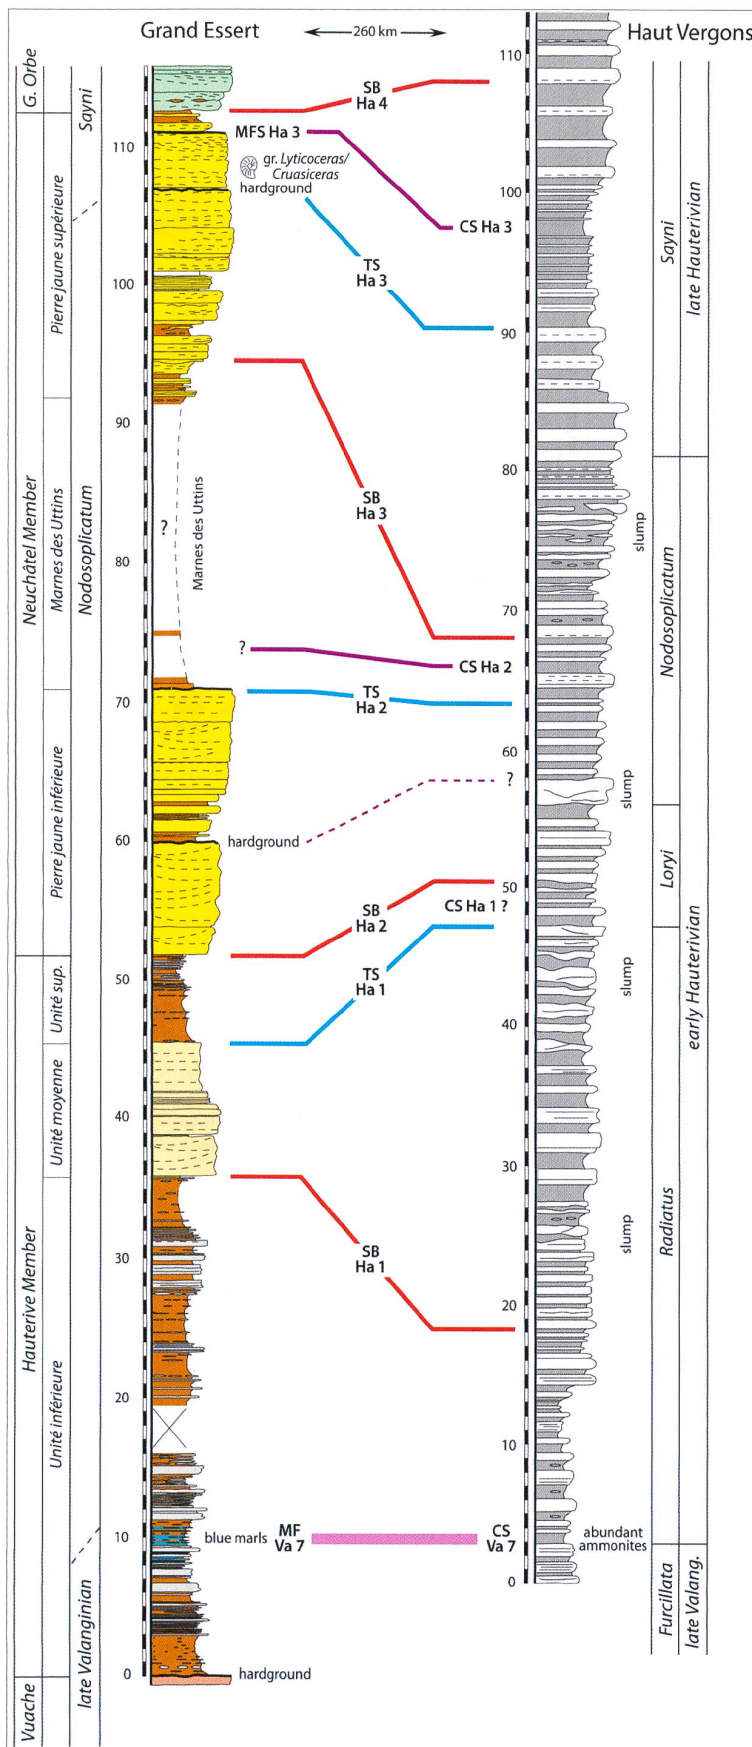 Grand Essert
260 km
Haut Vergons
G. Orbe
Neuchâtel Member
Hauterive Member
Vuache
Pierre jaune supérieure
Marnes des Uttins
Pierre jaune inférieure
Unité sup.
Unité moyenne
Unité inférieure
Sayni
Nodosoplicatum
late Valanginian
110
100
90
80
70
60
50
40
30
20
10
0
?
Marnes des Uttins
SB
Ha 4
MFS Ha 3
gr. Lyticoceras/
Cruasiceras
hardground
CS Ha 3
TS
Ha 3
SB
Ha 3
?
CS Ha 2
TS
Ha 2
?
hardground
SB
Ha 2
CS Ha 1 ?
TS
Ha 1
SB
Ha 1
blue marls
MF
Va 7
CS
Va 7
abundant
ammonites
hardground
110
100
90
80
70
60
50
40
30
20
10
0
slump
slump
slump
slump
Sayni
Nodosoplicatum
Loryi
Radiatus
Furcillata
late Hauterivian
early Hauterivian
late Valang.